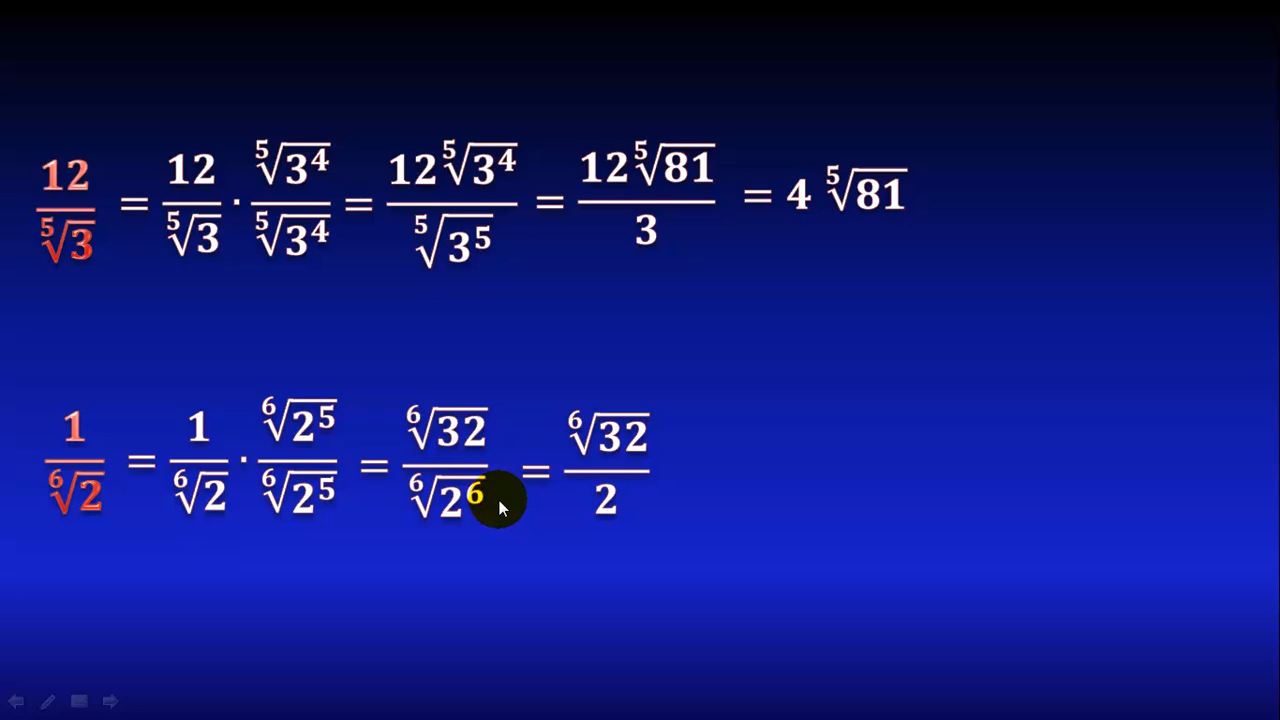 12/⁵√3 = 12/⁵√3 · ⁵√3⁴/⁵√3⁴ = 12 ⁵√3⁴/⁵√3⁵ = 12 ⁵√81/3 = 4 ⁵√81
1/⁶√2 = 1/⁶√2 · ⁶√2⁵/⁶√2⁵ = ⁶√32/⁶√2⁶ = ⁶√32/2